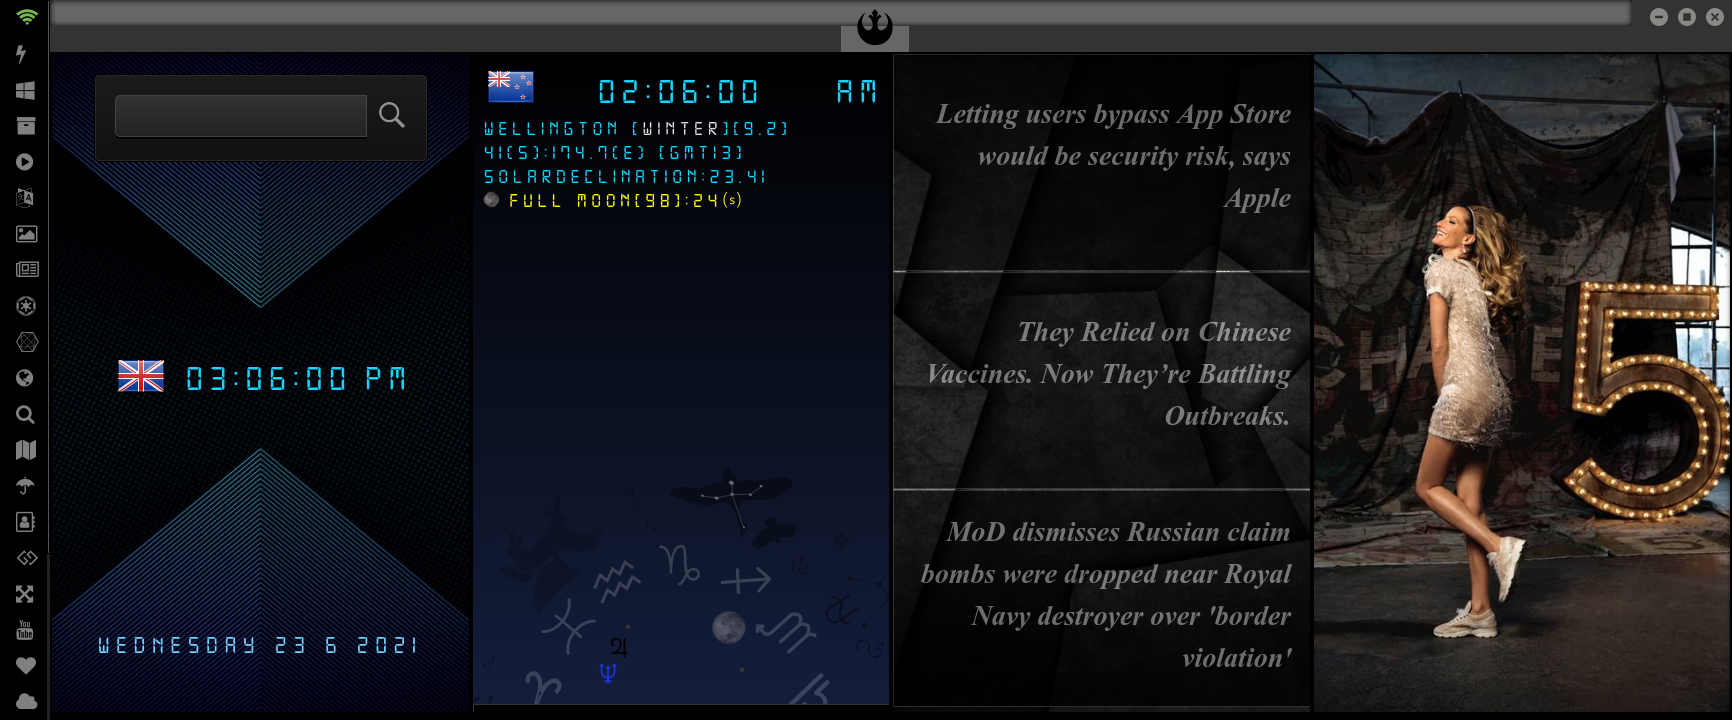 03:06:00 PM
WEDNESDAY 23 6 2021
02:06:00 AM
WELLINGTON [WINTER][9.2]
41(S):174.7(E) [GMT13]
SOLARDECLINATION:23.41
FULL MOON[98]:24(s)
Letting users bypass App Store
would be security risk, says
Apple
They Relied on Chinese
Vaccines. Now They’re Battling
Outbreaks.
MoD dismisses Russian claim
bombs were dropped near Royal
Navy destroyer over 'border
violation'
You
Tube
5